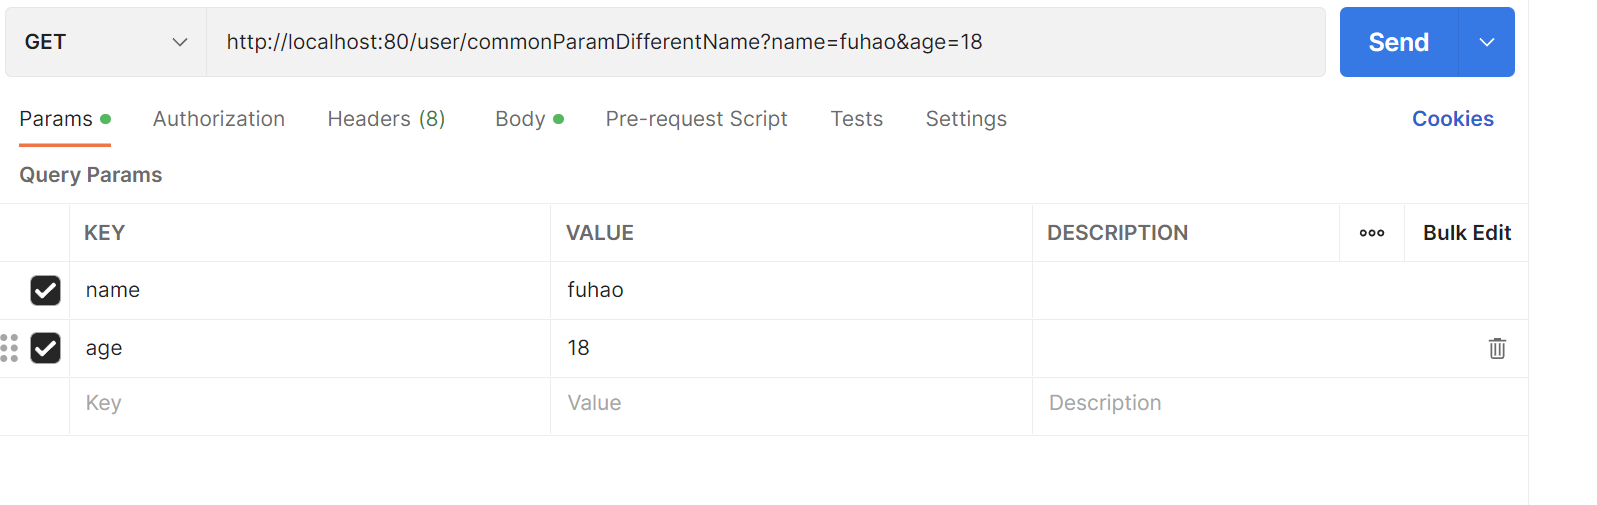 GET http://localhost:80/user/commonParamDifferentName?name=fuhao&age=18 Send
Params Authorization Headers (8) Body Pre-request Script Tests Settings Cookies
Query Params
KEY VALUE DESCRIPTION Bulk Edit
name fuhao
age 18
Key Value Description